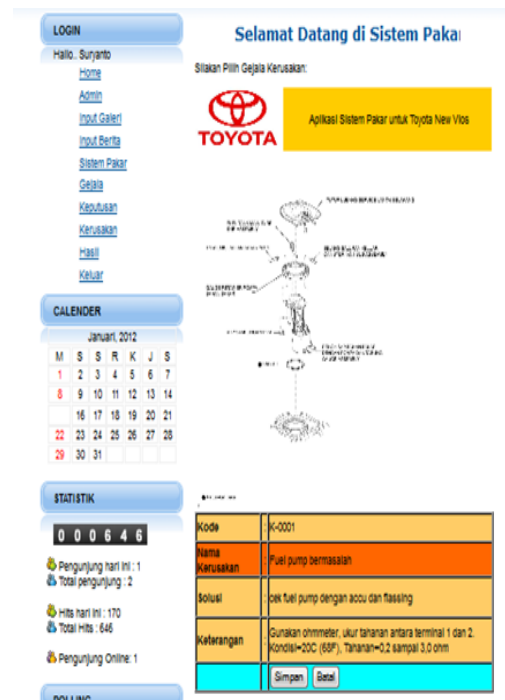 LOGIN
Hallo.. Suryanto
Home
Admin
Input Galeri
Input Berita
Sistem Pakar
Gejala
Keputusan
Kerusakan
Hasil
Keluar
CALENDER
Januari, 2012
M S S R K J S
1 2 3 4 5 6 7
8 9 10 11 12 13 14
16 17 18 19 20 21
22 23 24 25 26 27 28
29 30 31
STATISTIK
000646
Pengunjung hari ini : 1
Total pengunjung : 2
Hits hari ini : 170
Total Hits : 646
Pengunjung Online: 1
POLLING
Selamat Datang di Sistem Paka
Silakan Pilih Gejala Kerusakan:
TOYOTA
Aplikasi Sistem Pakar untuk Toyota New Vios
Kode : K-0001
Nama Kerusakan : Fuel pump bermasalah
Solusi : cek fuel pump dengan accu dan flassing
Keterangan : Gunakan ohmmeter, ukur tahanan antara terminal 1 dan 2.
Kondisi=20C (68F), Tahanan=0,2 sampai 3,0 ohm
Simpan Batal